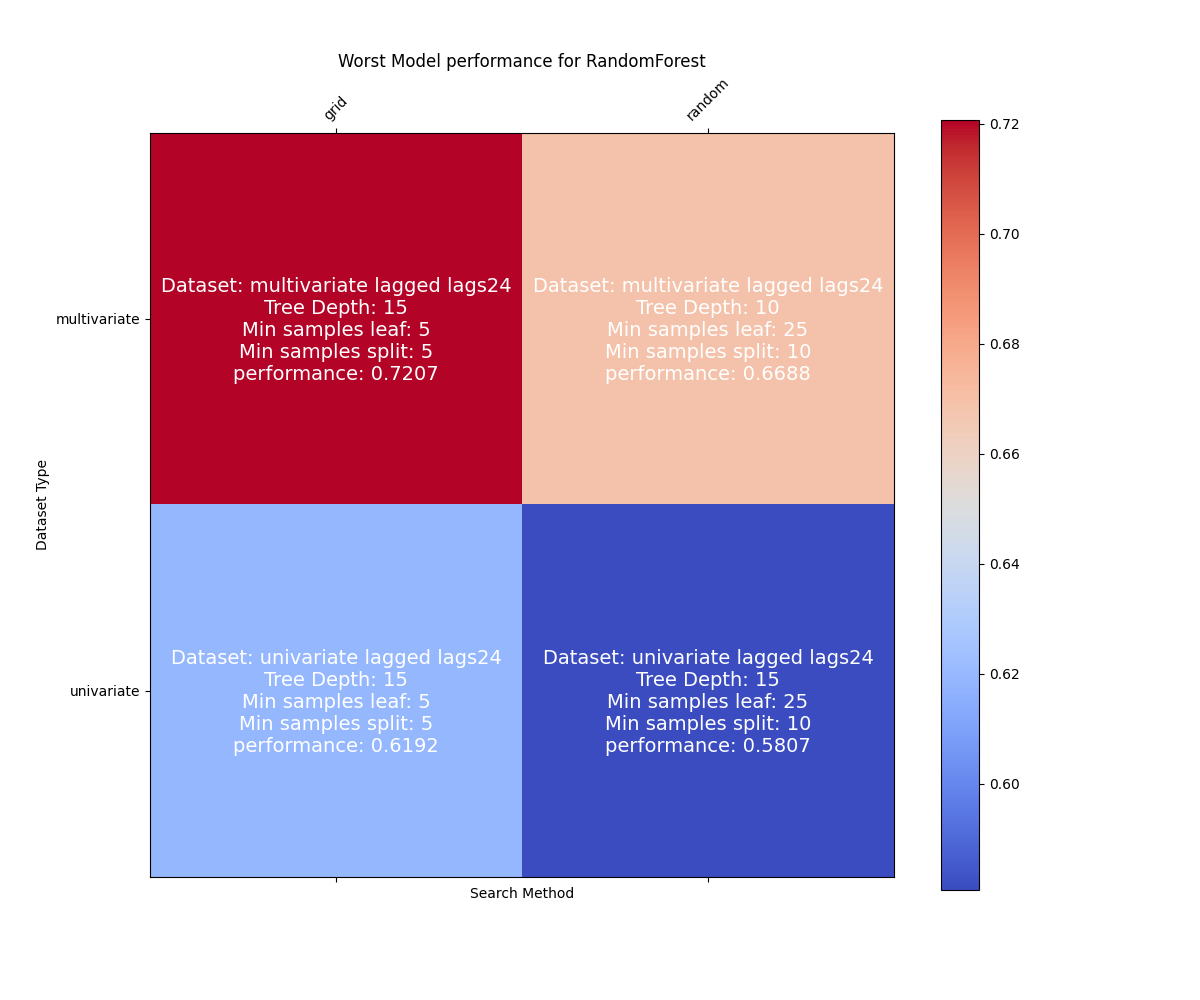 Worst Model performance for RandomForest
grid
random
Dataset: multivariate lagged lags24
Tree Depth: 15
Min samples leaf: 5
Min samples split: 5
performance: 0.7207
Dataset: multivariate lagged lags24
Tree Depth: 10
Min samples leaf: 25
Min samples split: 10
performance: 0.6688
multivariate
Dataset Type
Dataset: univariate lagged lags24
Tree Depth: 15
Min samples leaf: 5
Min samples split: 5
performance: 0.6192
Dataset: univariate lagged lags24
Tree Depth: 15
Min samples leaf: 25
Min samples split: 10
performance: 0.5807
univariate
Search Method
0.72
0.70
0.68
0.66
0.64
0.62
0.60